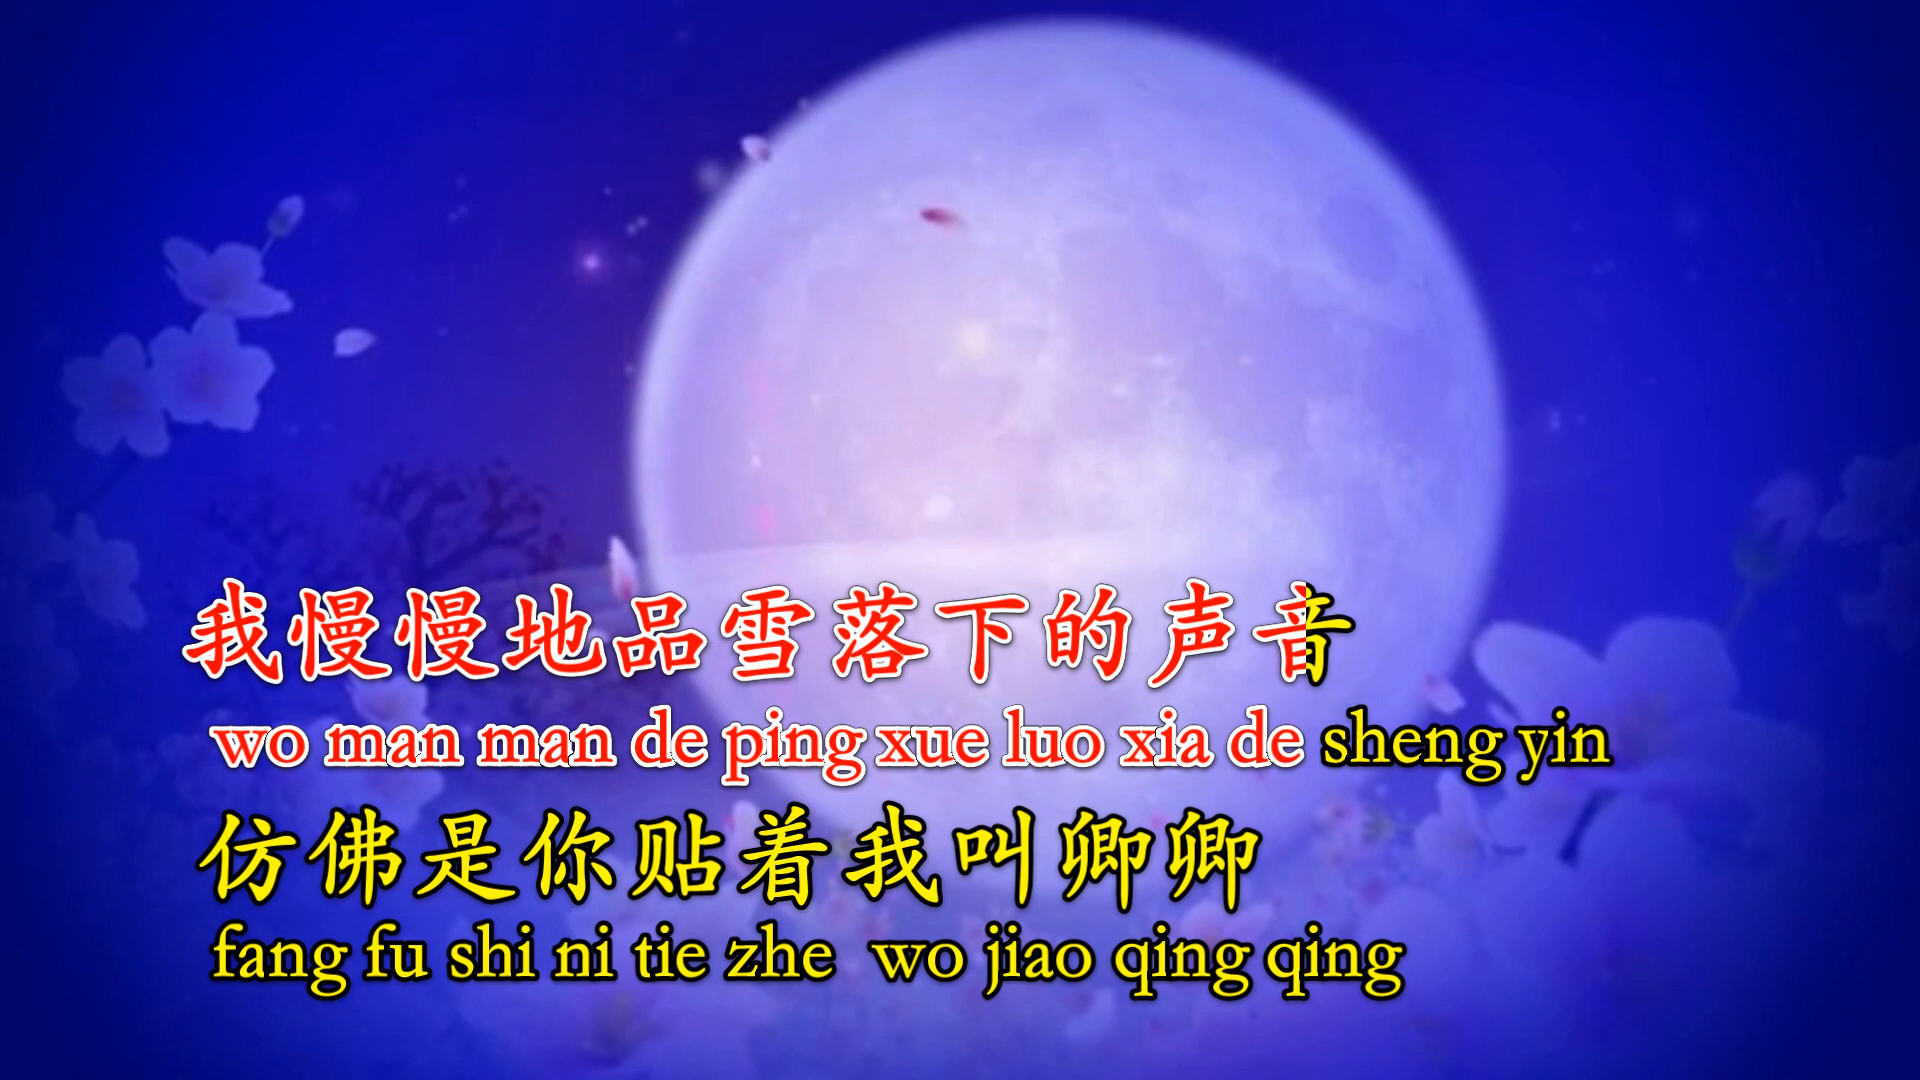 我慢慢地品雪落下的声音
wo man man de ping xue luo xia de sheng yin
仿佛是你贴着我叫卿卿
fang fu shi ni tie zhe wo jiao qing qing